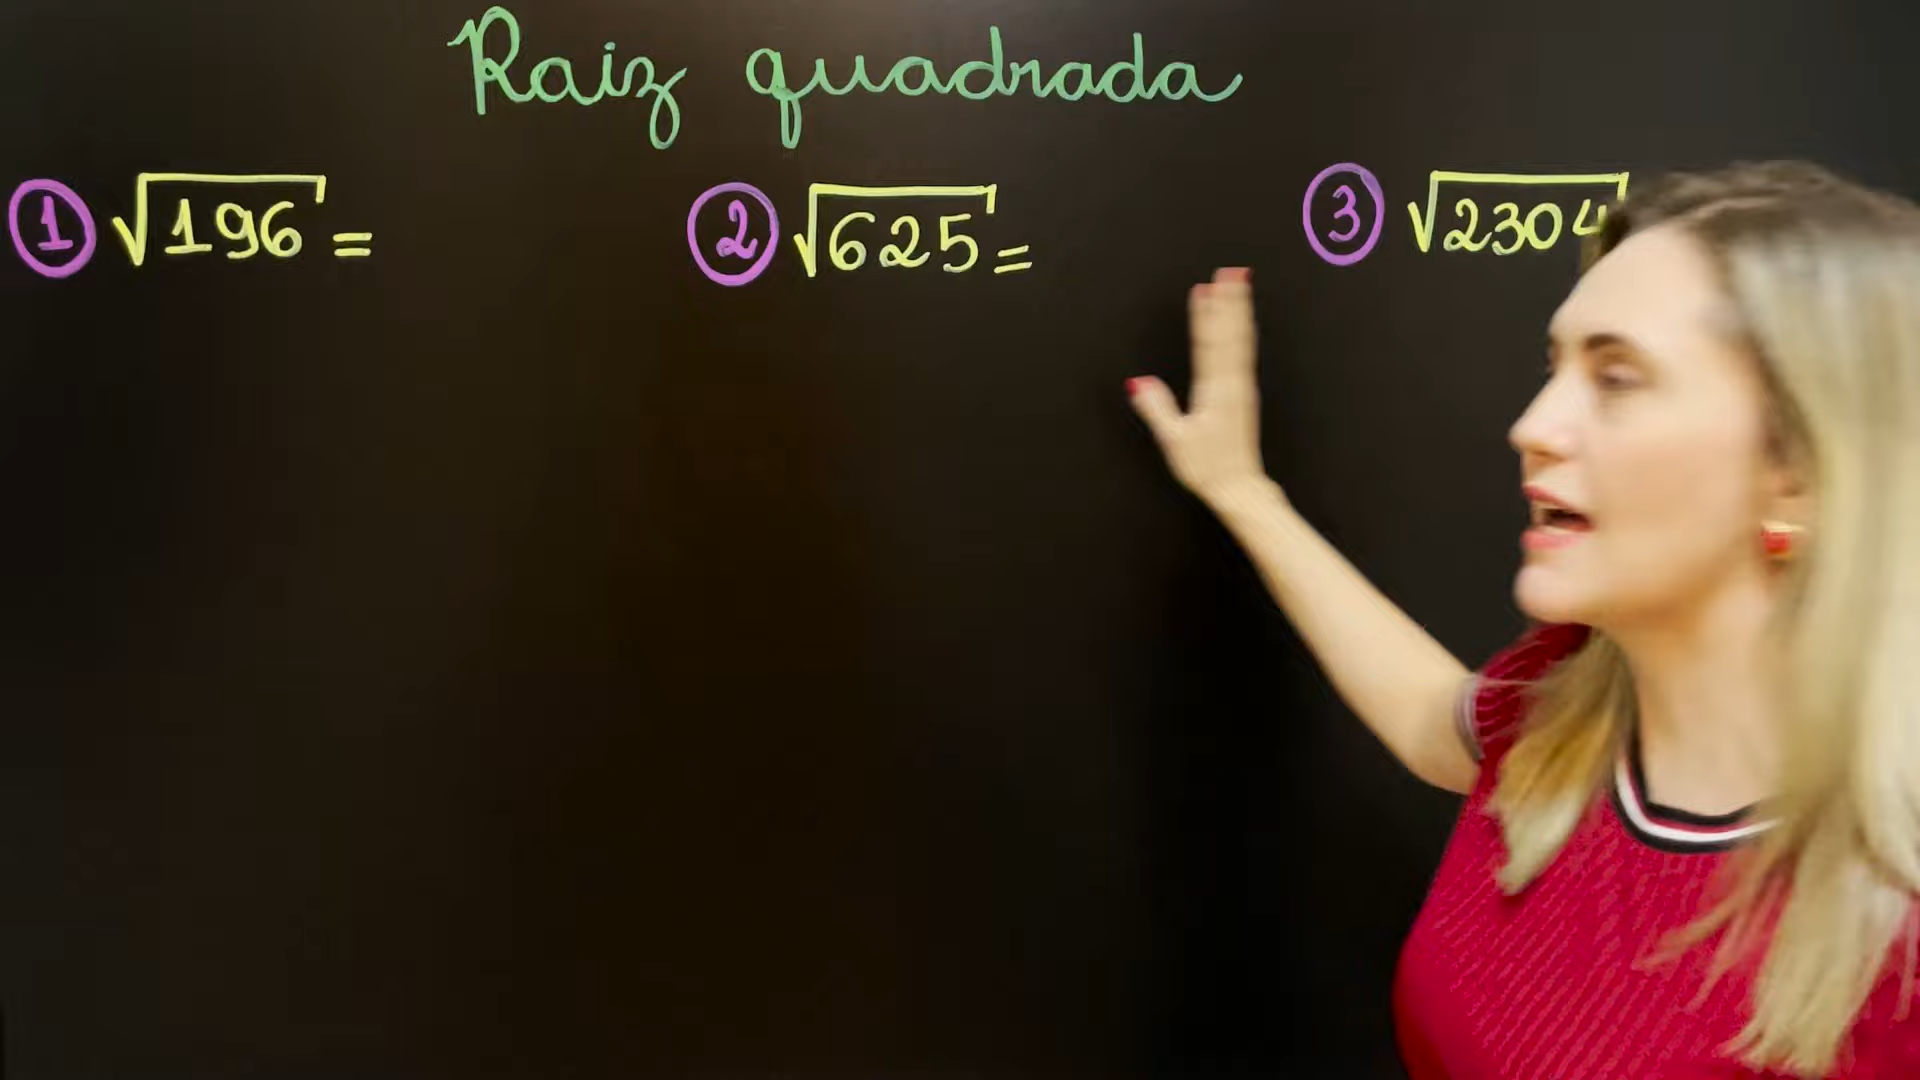 Raiz quadrada
① √196 =
② √625 =
③ √2304